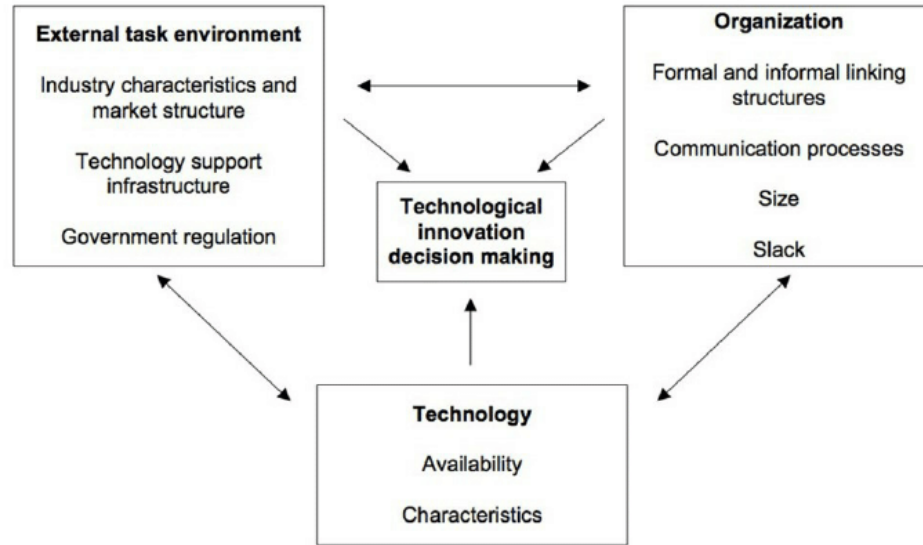 External task environment
Industry characteristics and
market structure
Technology support
infrastructure
Government regulation
Organization
Formal and informal linking
structures
Communication processes
Size
Slack
Technological
innovation
decision making
Technology
Availability
Characteristics